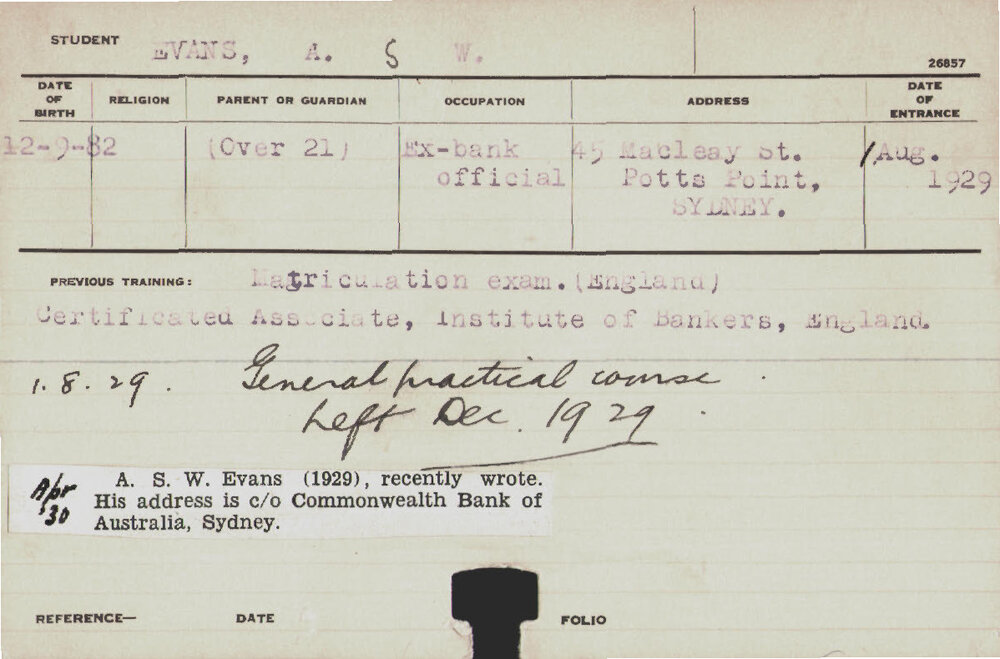 STUDENT EVANS, A. S W.
26857
DATE OF BIRTH RELIGION PARENT OR GUARDIAN OCCUPATION ADDRESS DATE OF ENTRANCE
12-9-82 (Over 21) Ex-bank 45 Macleay St. 1, Aug.
official Potts Point, 1929
SYDNEY.
PREVIOUS TRAINING: Matriculation exam. (England)
Certificated Associate, Institute of Bankers, England.
1. 8. 29. General practical course.
Left Dec. 1929.
Apr '30
A. S. W. Evans (1929), recently wrote.
His address is c/o Commonwealth Bank of
Australia, Sydney.
REFERENCE— DATE FOLIO